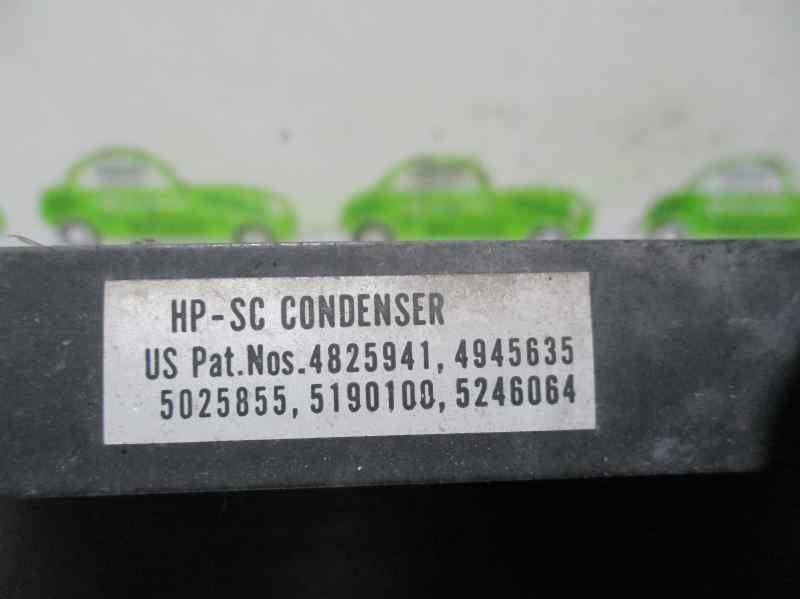 HP-SC CONDENSER
US Pat.Nos.4825941, 4945635
5025855, 5190100, 5246064